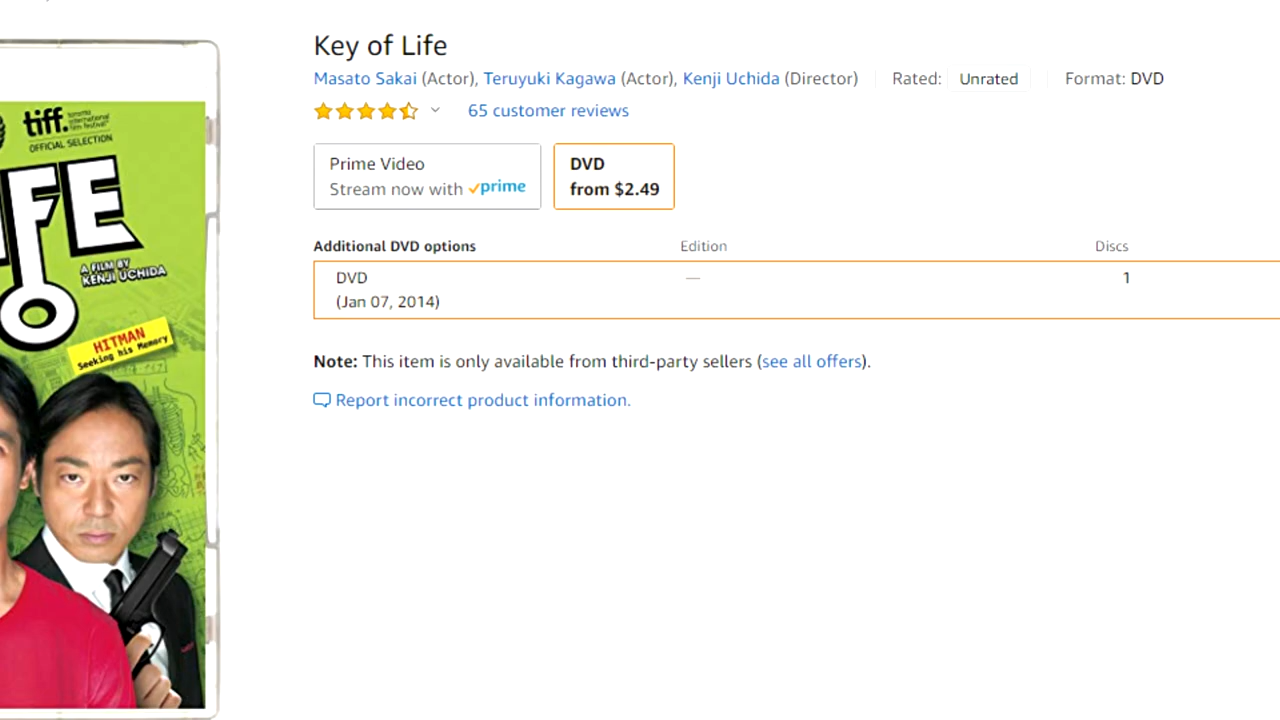 tiff. toronto international film festival
OFFICIAL SELECTION
IFE
A FILM BY
KENJI UCHIDA
HITMAN
Seeking his Memory
Key of Life
Masato Sakai (Actor), Teruyuki Kagawa (Actor), Kenji Uchida (Director) Rated: Unrated Format: DVD
65 customer reviews
Prime Video DVD
Stream now with prime from $2.49
Additional DVD options Edition Discs
DVD — 1
(Jan 07, 2014)
Note: This item is only available from third-party sellers (see all offers).
Report incorrect product information.